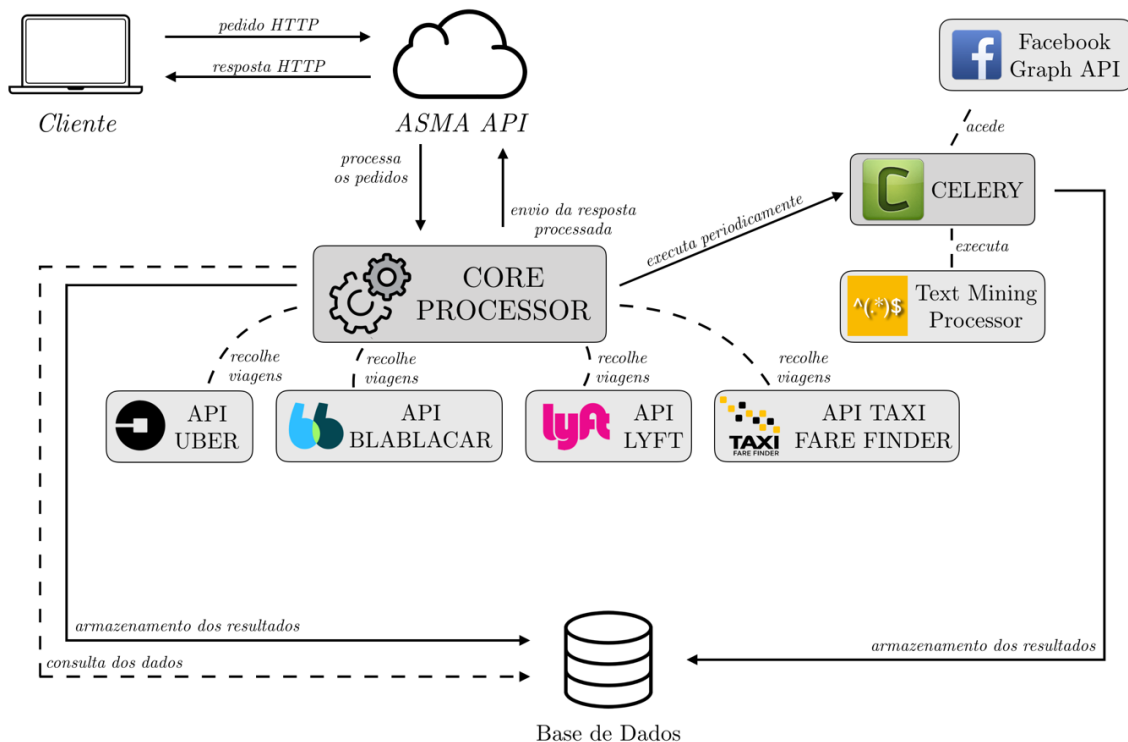 pedido HTTP
resposta HTTP
Cliente
ASMA API
Facebook
Graph API
acede
processa
os pedidos
CELERY
envio da resposta
processada
executa periodicamente
executa
CORE
PROCESSOR
Text Mining
Processor
^(.*)$
recolhe
viagens
recolhe
viagens
recolhe
viagens
recolhe
viagens
API
UBER
API
BLABLACAR
lyft
API
LYFT
TAXI
FARE FINDER
API TAXI
FARE FINDER
armazenamento dos resultados
consulta dos dados
armazenamento dos resultados
Base de Dados